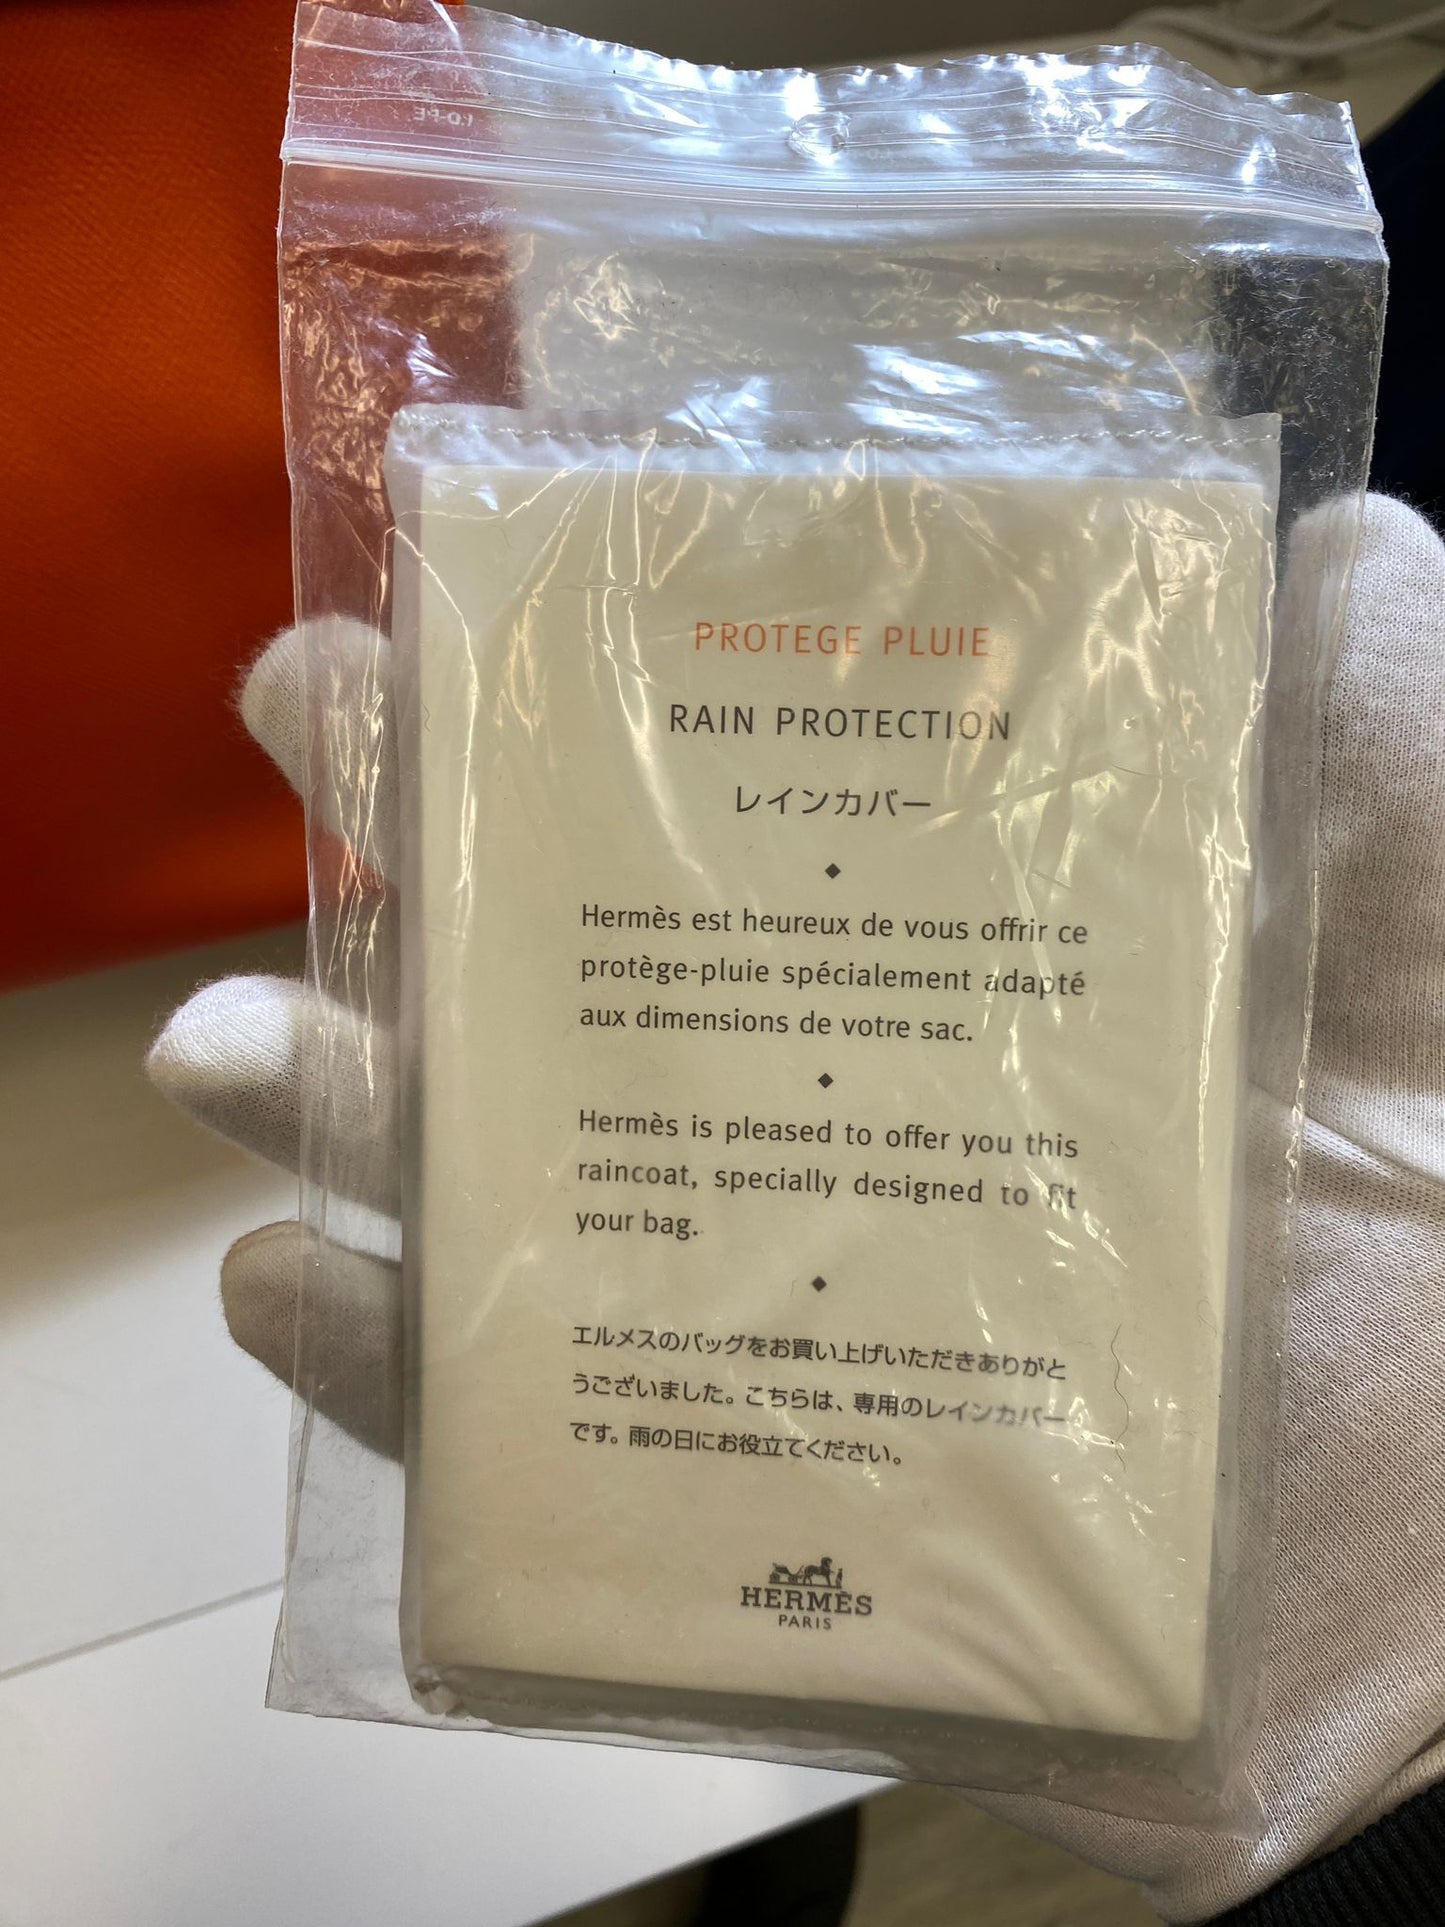 PROTEGE PLUIE
RAIN PROTECTION
レインカバー
Hermès est heureux de vous offrir ce
protège-pluie spécialement adapté
aux dimensions de votre sac.
Hermès is pleased to offer you this
raincoat, specially designed to fit
your bag.
エルメスのバッグをお買い上げいただきありがと
うございました。こちらは、専用のレインカバー
です。雨の日にお役立てください。
HERMÈS
PARIS